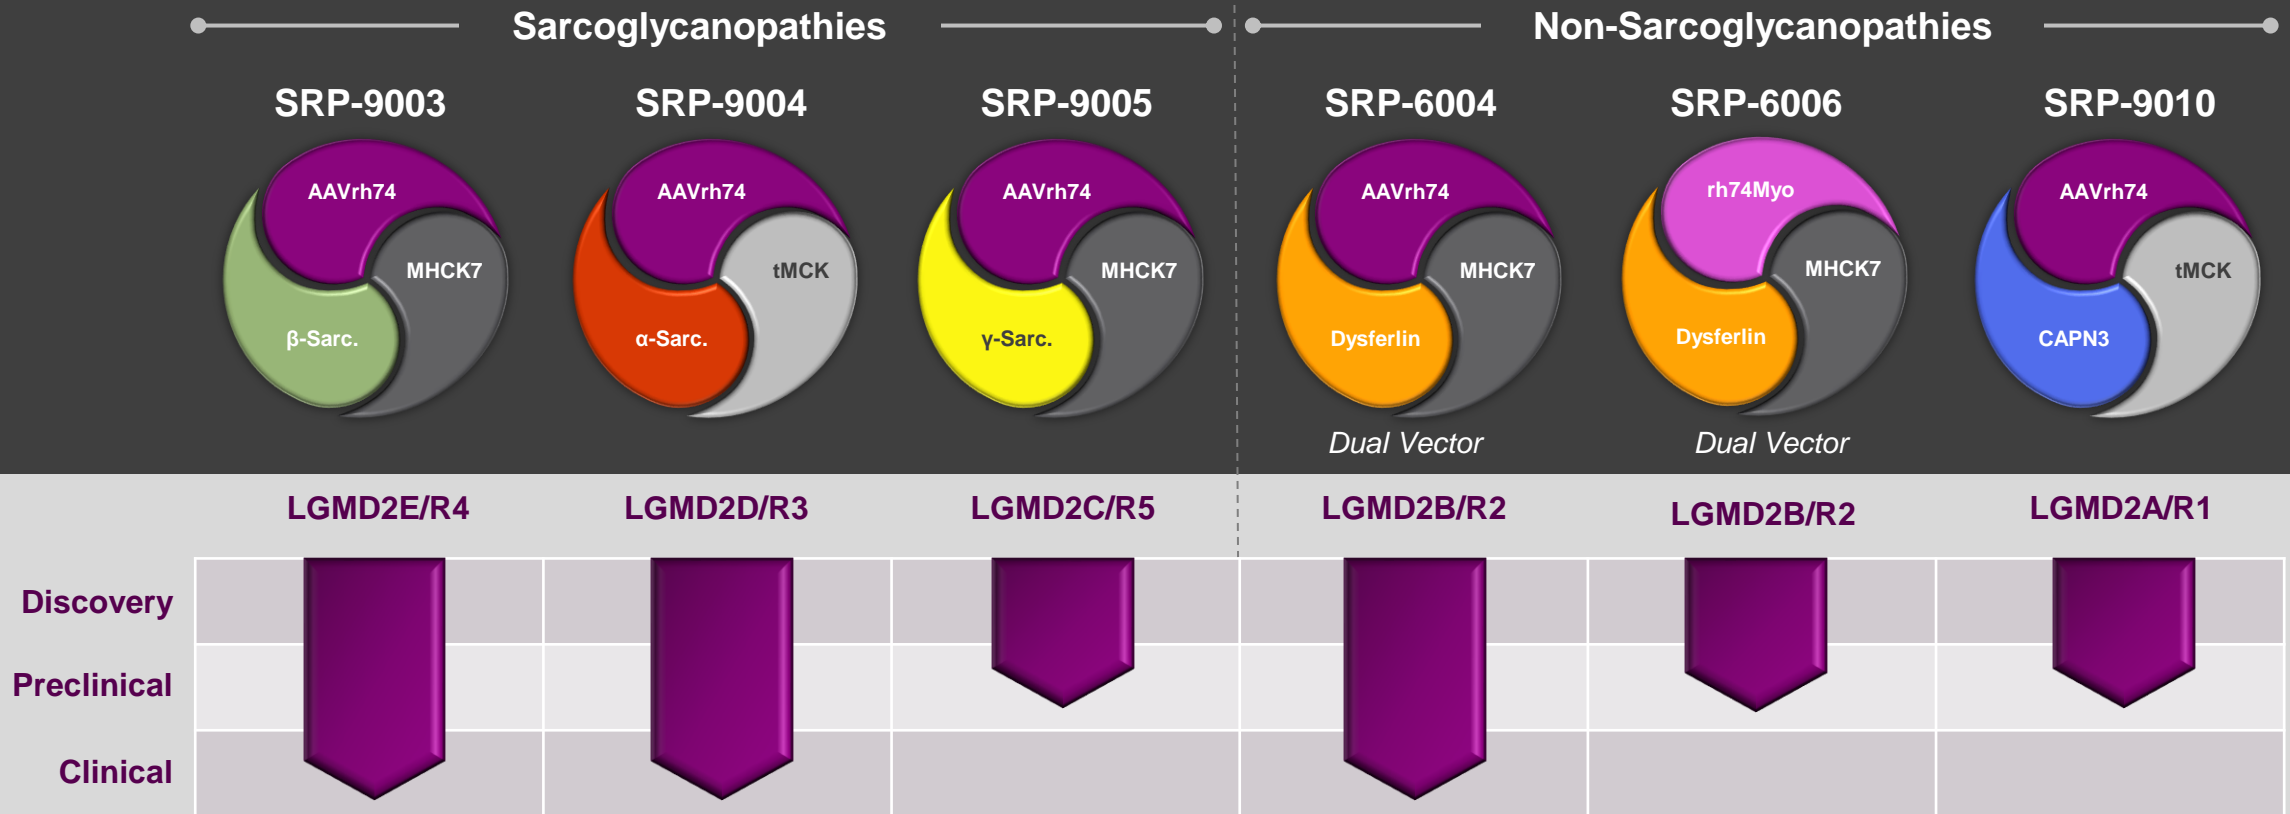 Sarcoglycanopathies
Non-Sarcoglycanopathies
SRP-9003
SRP-9004
SRP-9005
SRP-6004
SRP-6006
SRP-9010
AAVrh74
MHCK7
β-Sarc.
AAVrh74
tMCK
α-Sarc.
AAVrh74
MHCK7
γ-Sarc.
AAVrh74
MHCK7
Dysferlin
rh74Myo
MHCK7
Dysferlin
AAVrh74
tMCK
CAPN3
Dual Vector
Dual Vector
LGMD2E/R4
LGMD2D/R3
LGMD2C/R5
LGMD2B/R2
LGMD2B/R2
LGMD2A/R1
Discovery
Preclinical
Clinical